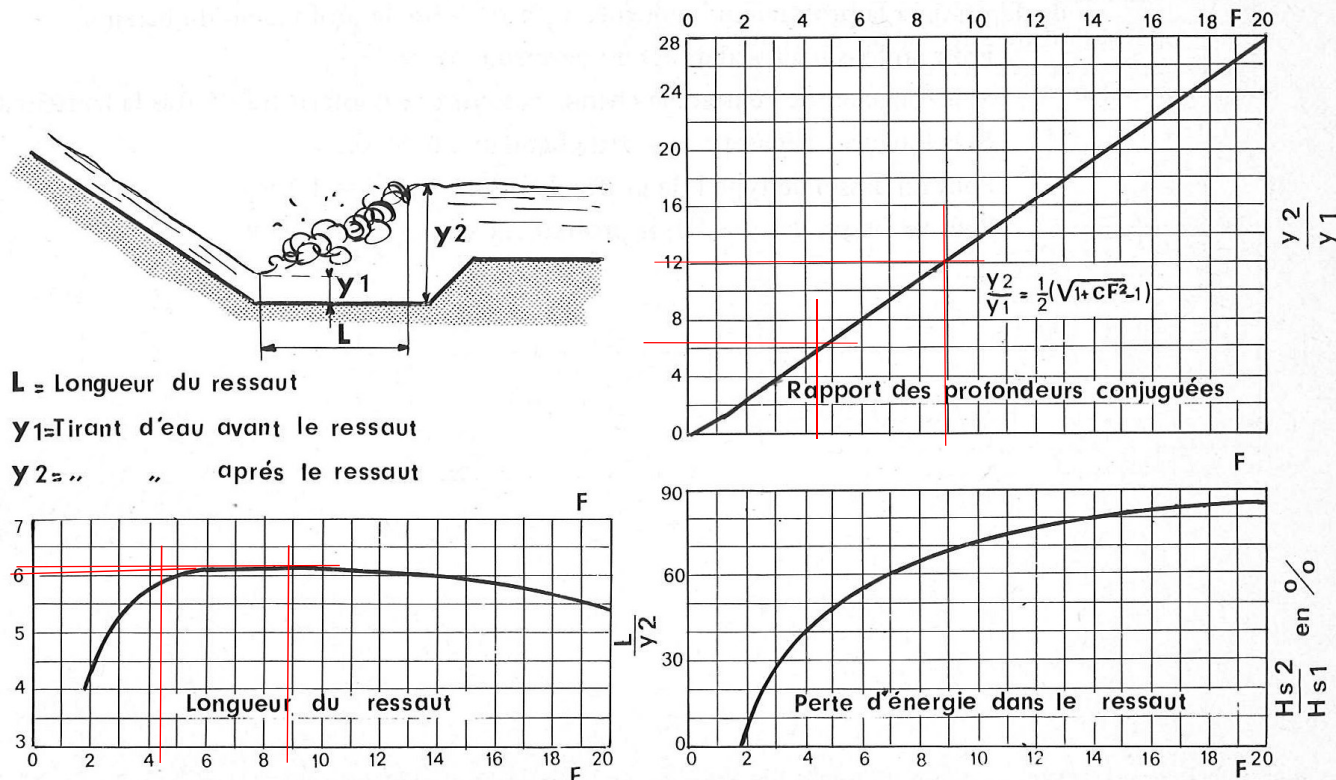 0 2 4 6 8 10 12 14 16 18 F 20
28
24
20
16
12
8
4
0
y2/y1
y2/y1 = 1/2(√1+CF²-1)
Rapport des profondeurs conjuguées
F
y2
y1
L
L = Longueur du ressaut
y1=Tirant d'eau avant le ressaut
y2= „ „ aprés le ressaut
F
7
6
5
4
3
L/y2
Longueur du ressaut
0 2 4 6 8 10 12 14 16 18 20
F
90
60
30
0
Hs2/Hs1 en %
Perte d'énergie dans le ressaut
0 2 4 6 8 10 12 14 16 18 20
F